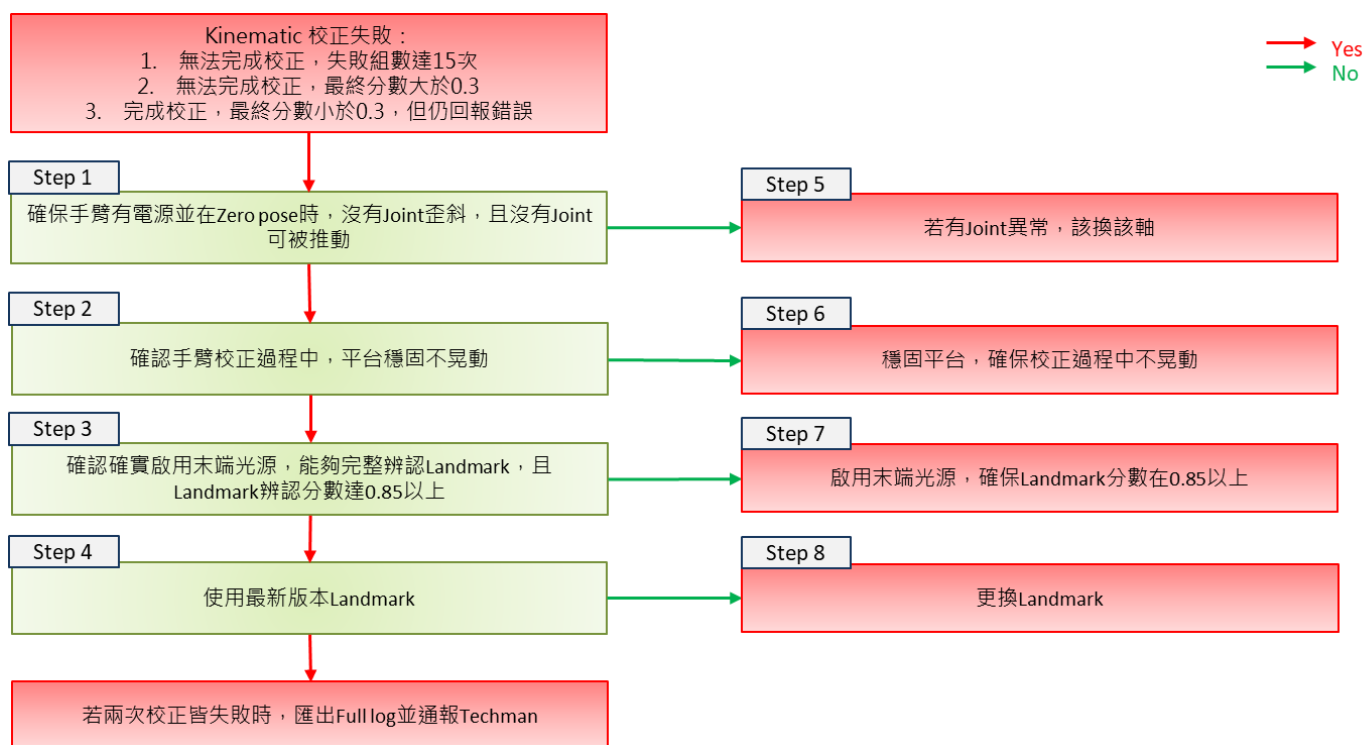 Kinematic 校正失敗：
1. 無法完成校正，失敗組數達15次
2. 無法完成校正，最終分數大於0.3
3. 完成校正，最終分數小於0.3，但仍回報錯誤
Yes
No
Step 1
確保手臂有電源並在Zero pose時，沒有Joint歪斜，且沒有Joint
可被推動
Step 5
若有Joint異常，該換該軸
Step 2
確認手臂校正過程中，平台穩固不晃動
Step 6
穩固平台，確保校正過程中不晃動
Step 3
確認確實啟用末端光源，能夠完整辨認Landmark，且
Landmark辨認分數達0.85以上
Step 7
啟用末端光源，確保Landmark分數在0.85以上
Step 4
使用最新版本Landmark
Step 8
更換Landmark
若兩次校正皆失敗時，匯出Full log並通報Techman